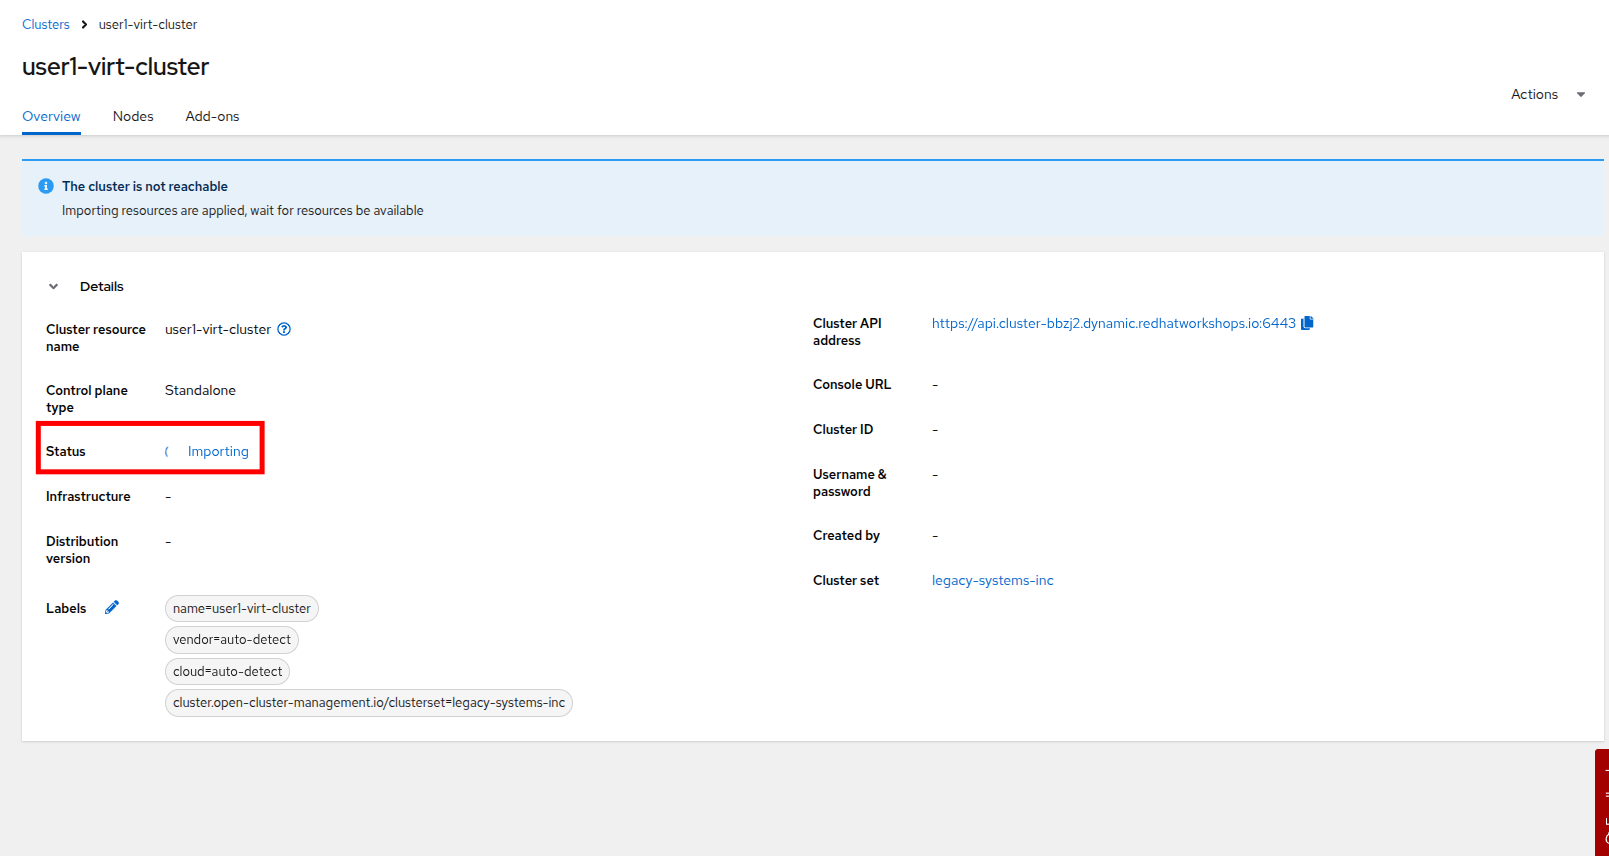 Clusters > user1-virt-cluster
user1-virt-cluster
Actions
Overview Nodes Add-ons
The cluster is not reachable
Importing resources are applied, wait for resources be available
Details
Cluster resource name user1-virt-cluster
Control plane type Standalone
Status Importing
Infrastructure -
Distribution version -
Labels
name=user1-virt-cluster
vendor=auto-detect
cloud=auto-detect
cluster.open-cluster-management.io/clusterset=legacy-systems-inc
Cluster API address https://api.cluster-bbzj2.dynamic.redhatworkshops.io:6443
Console URL -
Cluster ID -
Username & password -
Created by -
Cluster set legacy-systems-inc